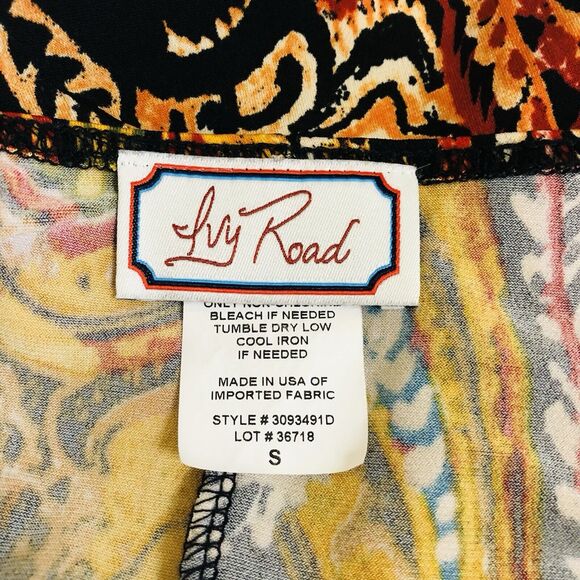 Ivy Road
BLEACH IF NEEDED
TUMBLE DRY LOW
COOL IRON
IF NEEDED
MADE IN USA OF
IMPORTED FABRIC
STYLE # 3093491D
LOT # 36718
S